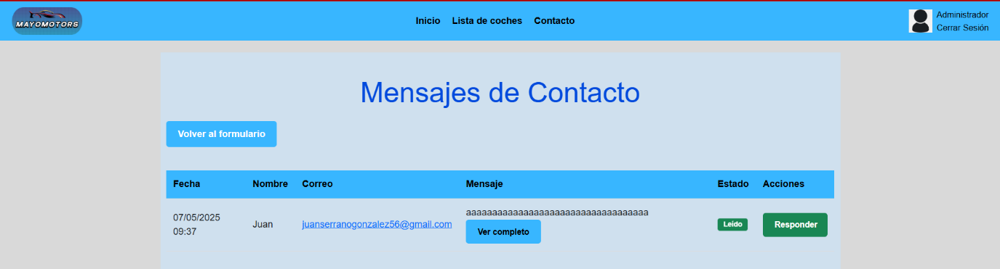 MAYOMOTORS
Inicio Lista de coches Contacto
Administrador
Cerrar Sesión
Mensajes de Contacto
Volver al formulario
Fecha Nombre Correo Mensaje Estado Acciones
07/05/2025
09:37
Juan
juanserranogonzalez56@gmail.com
aaaaaaaaaaaaaaaaaaaaaaaaaaaaaaaaaaa
Ver completo
Leído
Responder